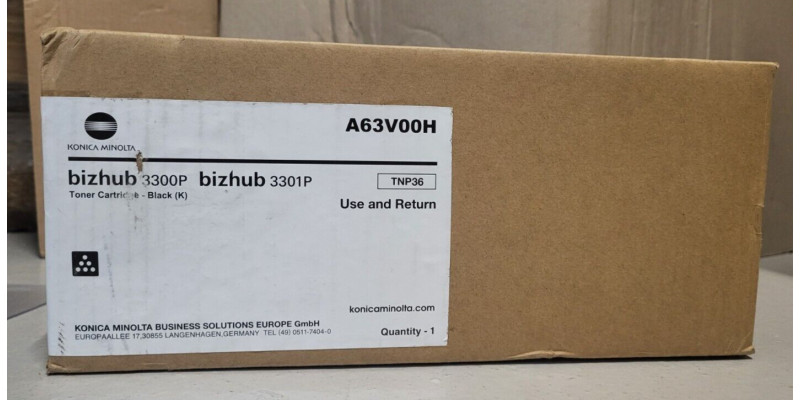 A63V00H
KONICA MINOLTA
bizhub 3300P bizhub 3301P
TNP36
Toner Cartridge - Black (K)
Use and Return
konicaminolta.com
KONICA MINOLTA BUSINESS SOLUTIONS EUROPE GmbH
EUROPAALLEE 17,30855 LANGENHAGEN,GERMANY TEL (49) 0511-7404-0
Quantity - 1